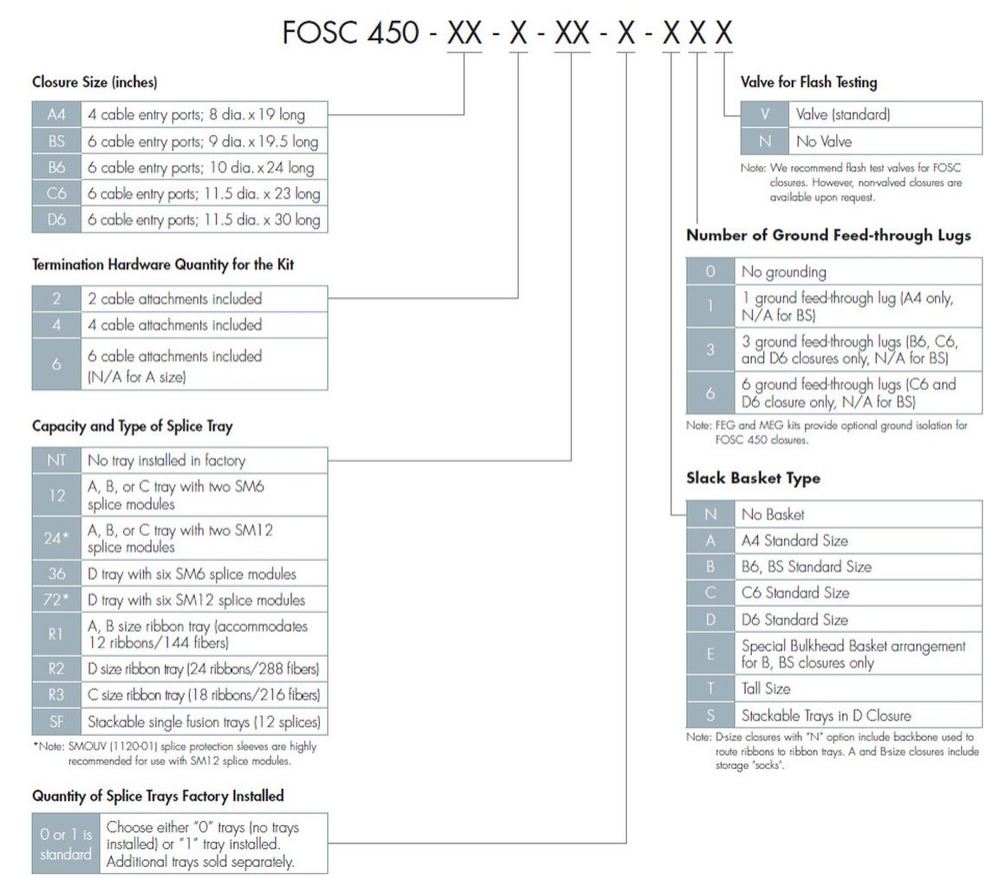 FOSC 450 - XX - X - XX - X - X X X
Closure Size (inches)
A4 4 cable entry ports; 8 dia. x 19 long
BS 6 cable entry ports; 9 dia. x 19.5 long
B6 6 cable entry ports; 10 dia. x 24 long
C6 6 cable entry ports; 11.5 dia. x 23 long
D6 6 cable entry ports; 11.5 dia. x 30 long
Termination Hardware Quantity for the Kit
2 2 cable attachments included
4 4 cable attachments included
6 6 cable attachments included
(N/A for A size)
Capacity and Type of Splice Tray
NT No tray installed in factory
12 A, B, or C tray with two SM6
splice modules
24* A, B, or C tray with two SM12
splice modules
36 D tray with six SM6 splice modules
72* D tray with six SM12 splice modules
R1 A, B size ribbon tray (accommodates
12 ribbons/144 fibers)
R2 D size ribbon tray (24 ribbons/288 fibers)
R3 C size ribbon tray (18 ribbons/216 fibers)
SF Stackable single fusion trays (12 splices)
*Note: SMOUV (1120-01) splice protection sleeves are highly
recommended for use with SM12 splice modules.
Quantity of Splice Trays Factory Installed
0 or 1 is
standard
Choose either "0" trays (no trays
installed) or "1" tray installed.
Additional trays sold separately.
Valve for Flash Testing
V Valve (standard)
N No Valve
Note: We recommend flash test valves for FOSC
closures. However, non-valved closures are
available upon request.
Number of Ground Feed-through Lugs
0 No grounding
1 1 ground feed-through lug (A4 only,
N/A for BS)
3 3 ground feed-through lugs (B6, C6,
and D6 closures only, N/A for BS)
6 6 ground feed-through lugs (C6 and
D6 closure only, N/A for BS)
Note: FEG and MEG kits provide optional ground isolation for
FOSC 450 closures.
Slack Basket Type
N No Basket
A A4 Standard Size
B B6, BS Standard Size
C C6 Standard Size
D D6 Standard Size
E Special Bulkhead Basket arrangement
for B, BS closures only
T Tall Size
S Stackable Trays in D Closure
Note: D-size closures with "N" option include backbone used to
route ribbons to ribbon trays. A and B-size closures include
storage "socks".